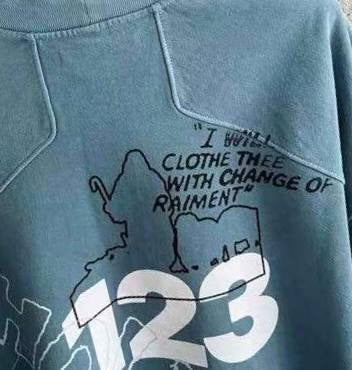 "I WILL
CLOTHE THEE
WITH CHANGE OF
RAIMENT"
123